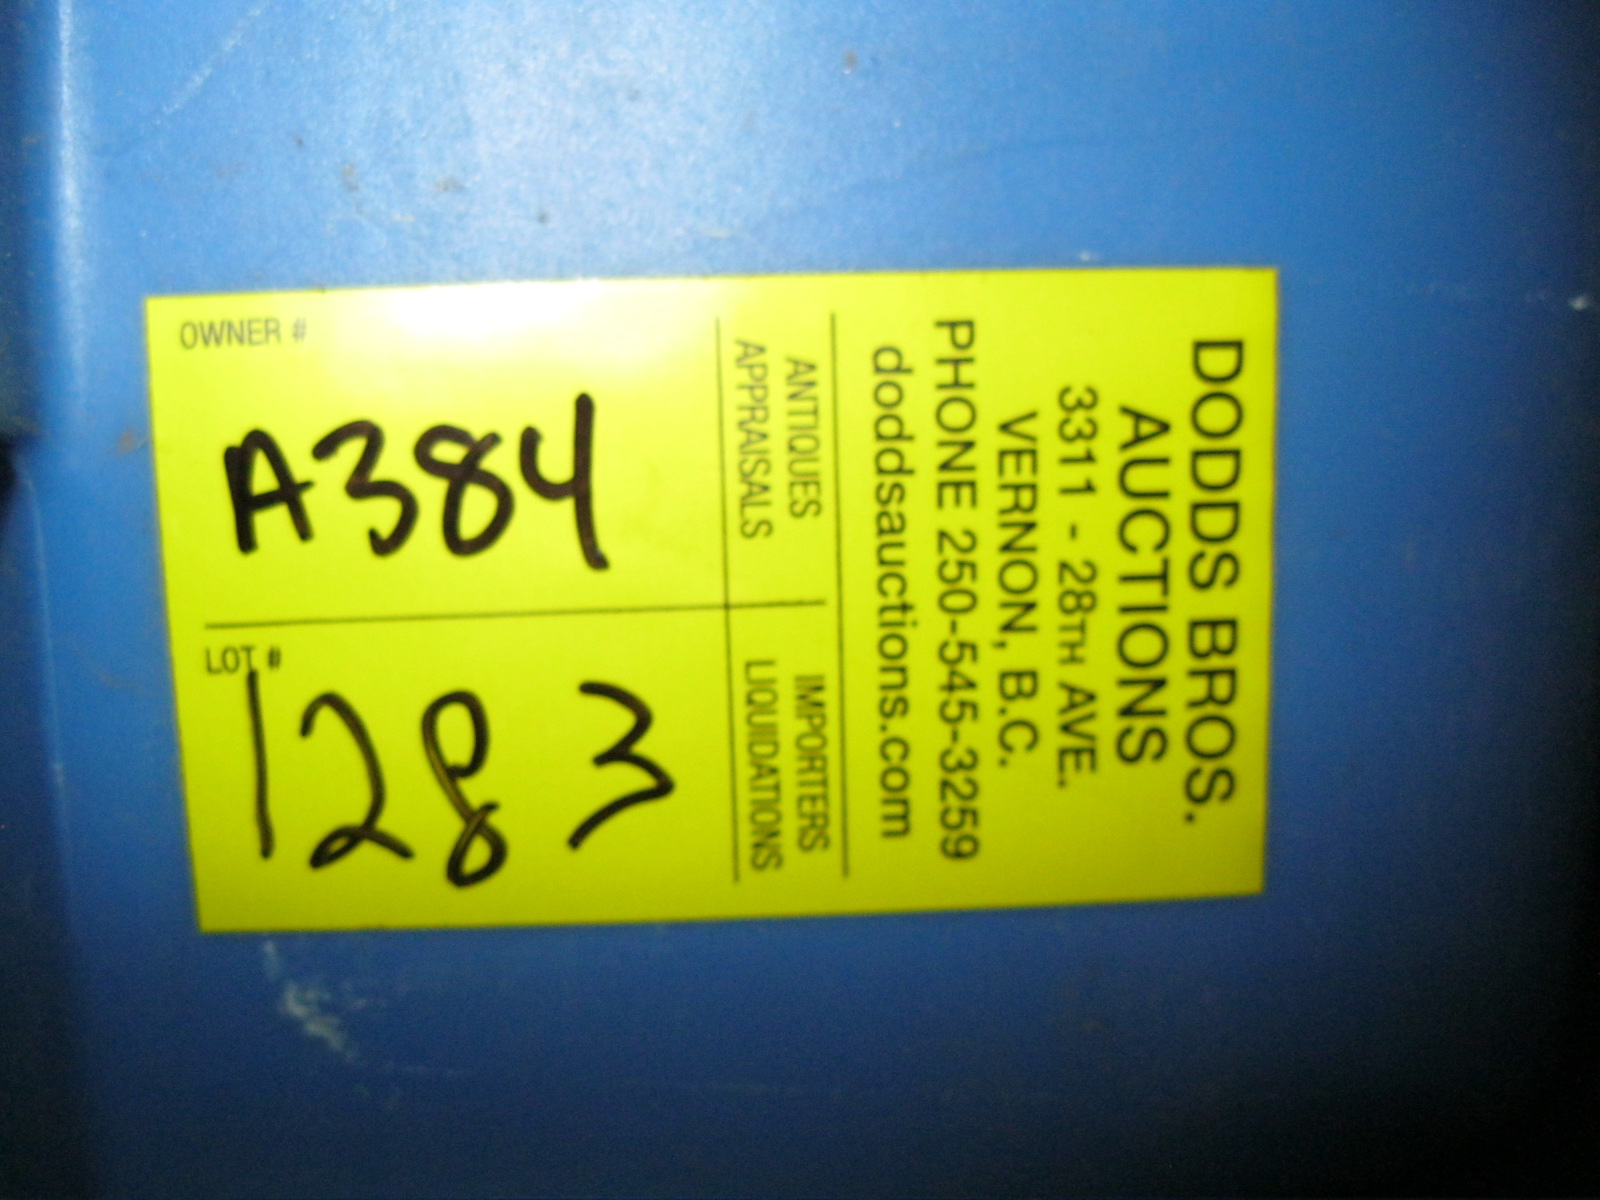 DODDS BROS.
AUCTIONS
3311 - 28TH AVE.
VERNON, B.C.
PHONE 250-545-3259
doddsauctions.com
ANTIQUES
APPRAISALS
IMPORTERS
LIQUIDATIONS
OWNER #
A384
LOT #
1283